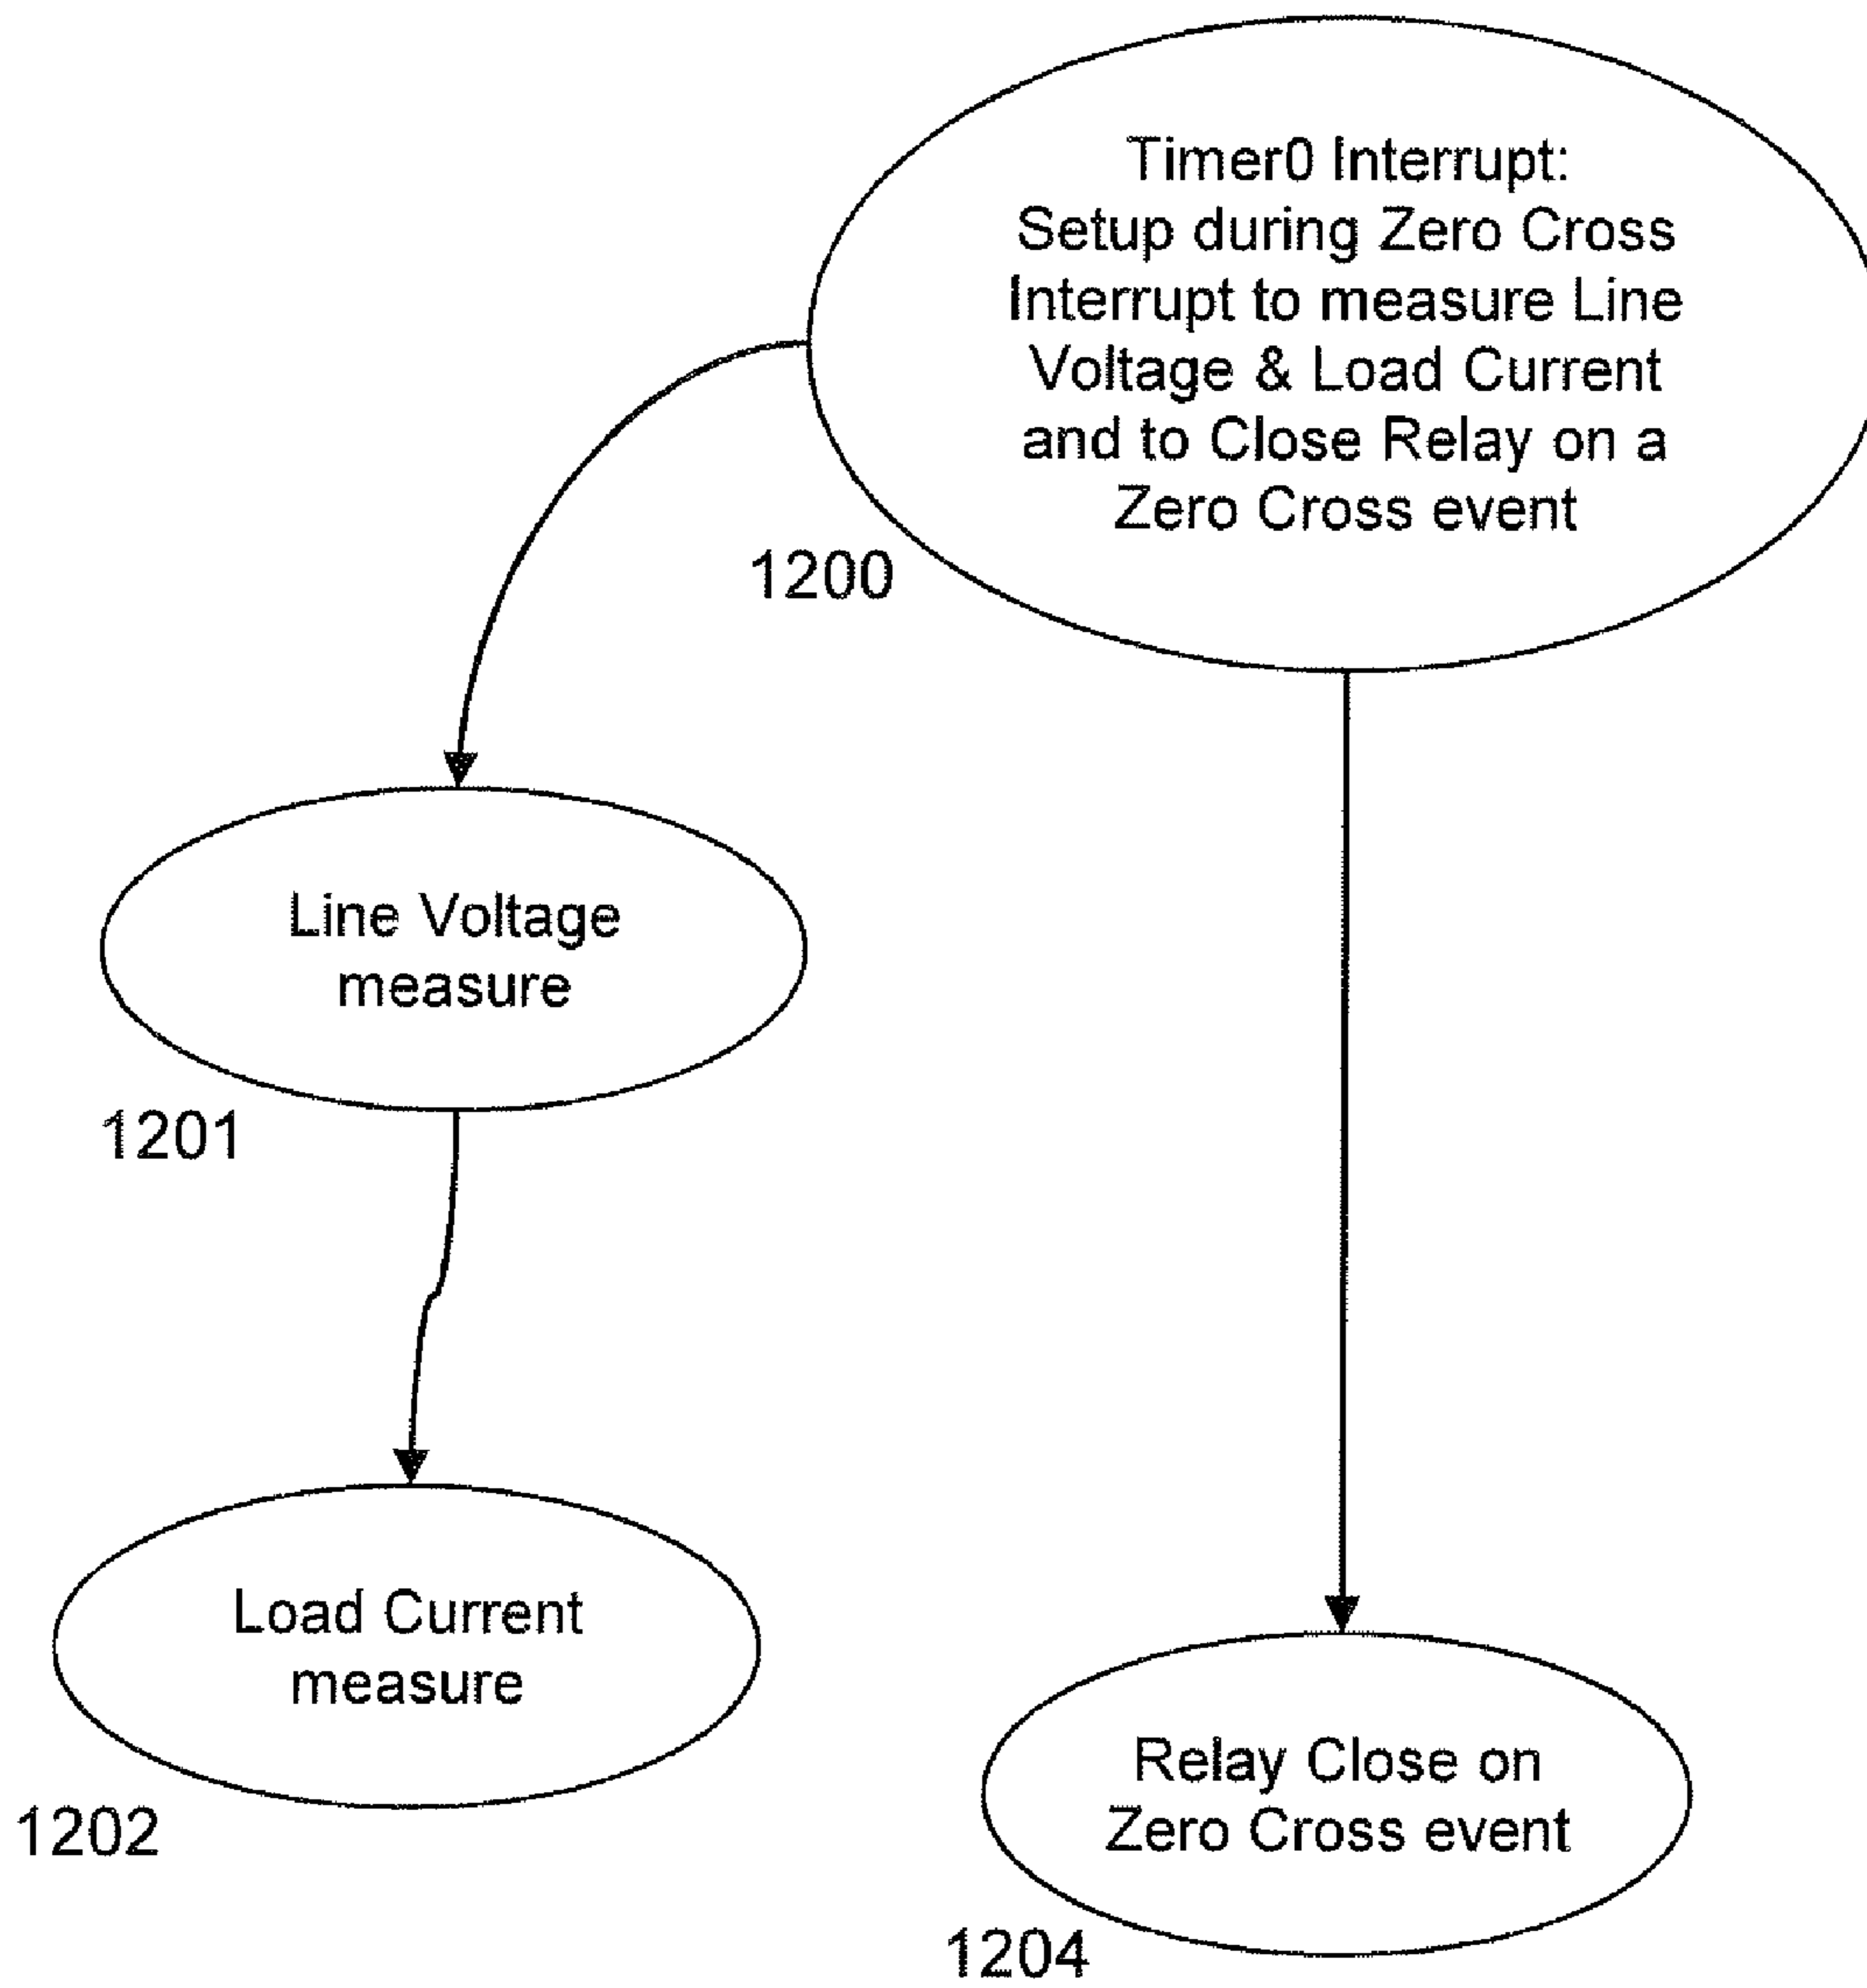 Timer0 Interrupt:
Setup during Zero Cross
Interrupt to measure Line
Voltage & Load Current
and to Close Relay on a
Zero Cross event
1200
Line Voltage
measure
1201
Load Current
measure
1202
Relay Close on
Zero Cross event
1204